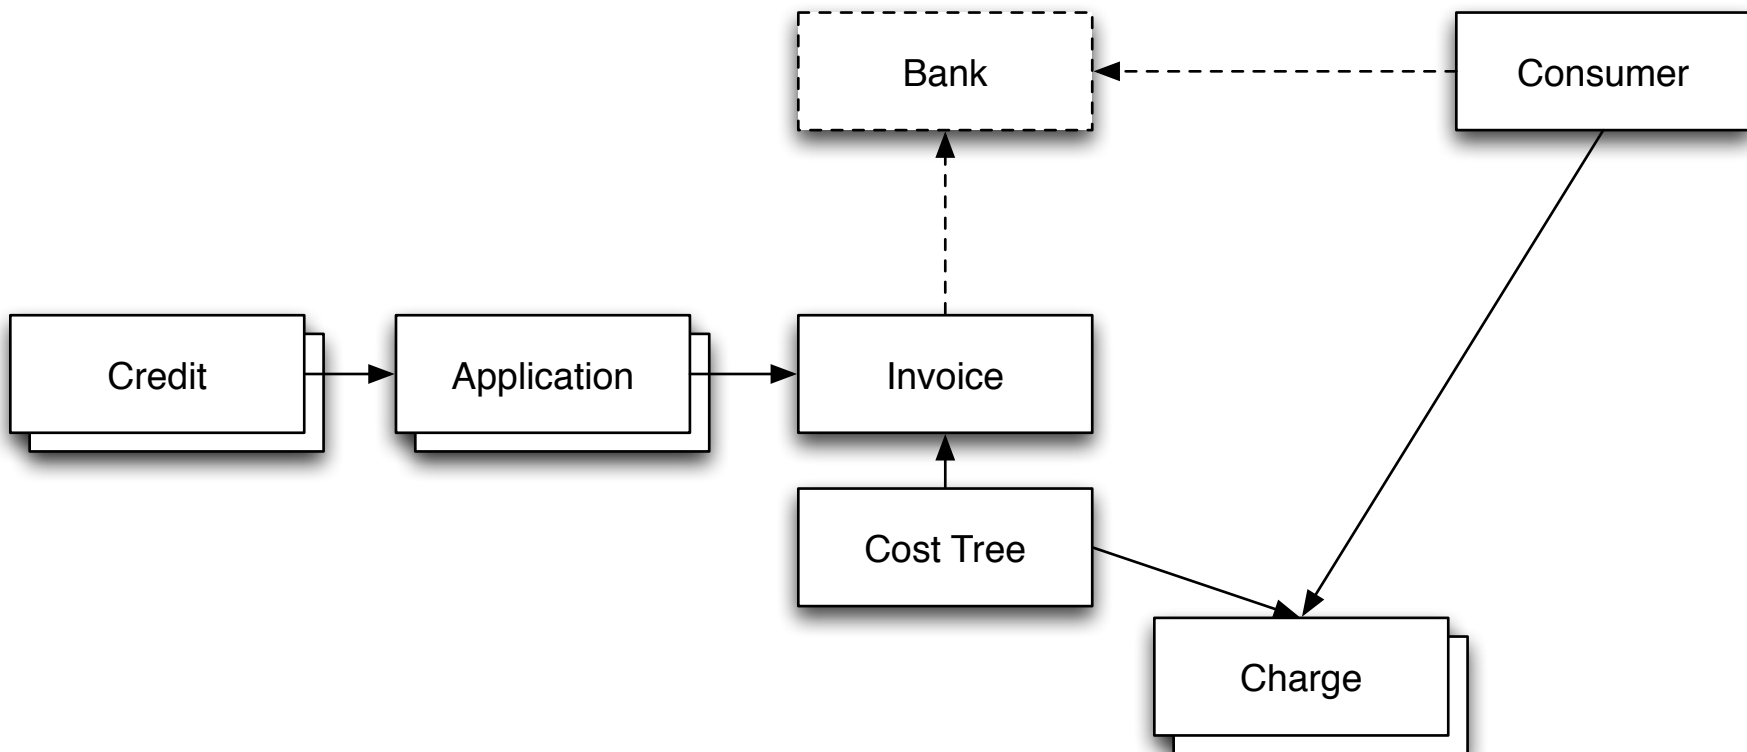 Bank
Consumer
Credit
Application
Invoice
Cost Tree
Charge